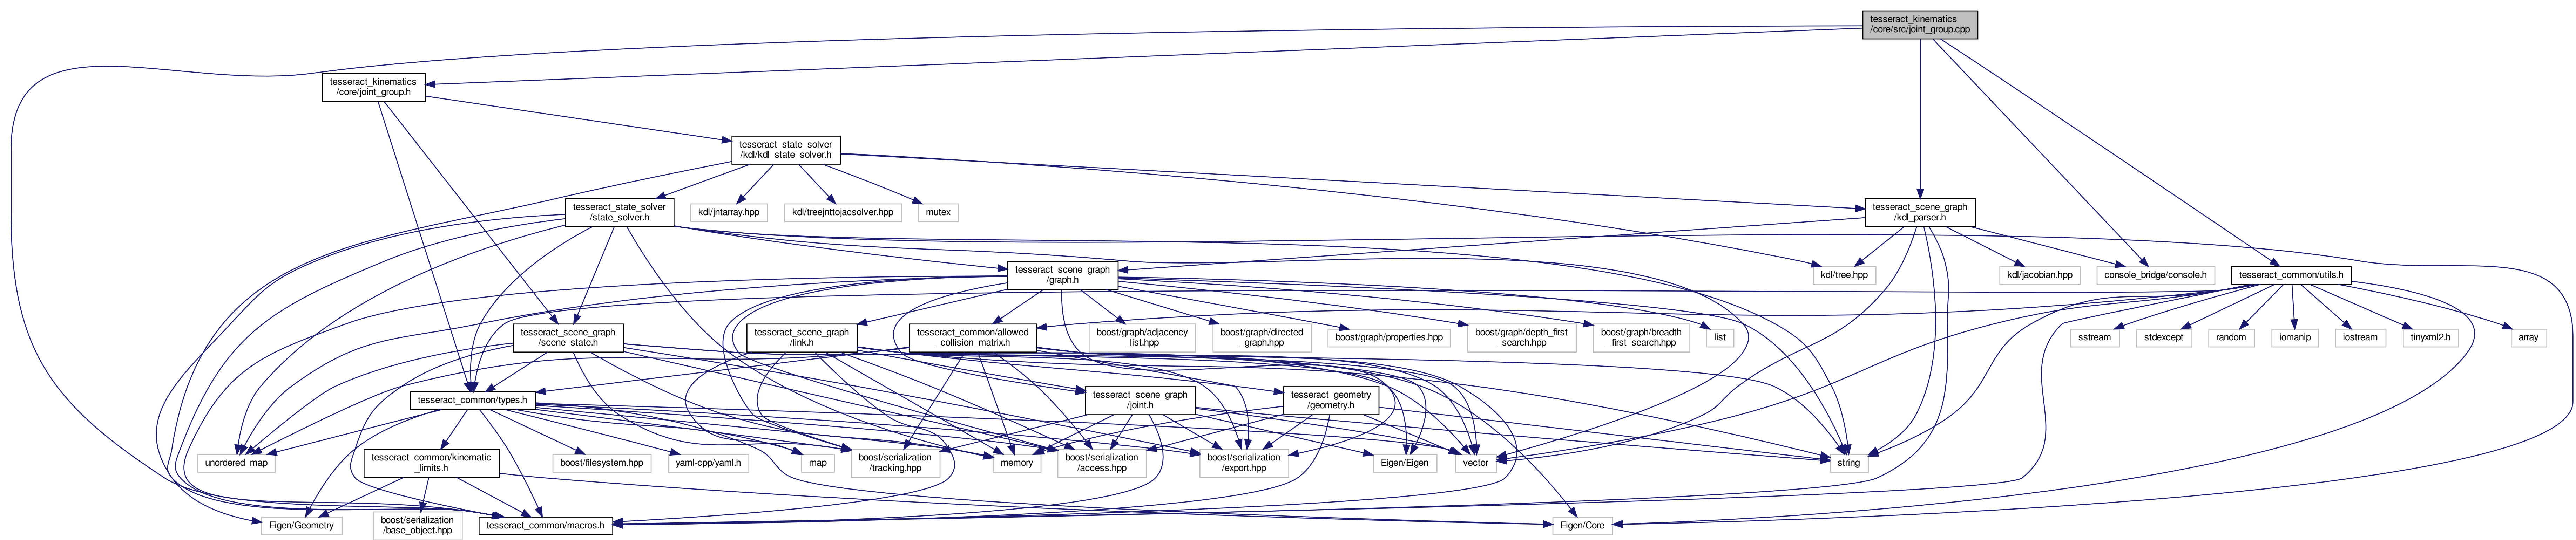 tesseract_kinematics
/core/src/joint_group.cpp
tesseract_kinematics
/core/joint_group.h
tesseract_state_solver
/kdl/kdl_state_solver.h
tesseract_state_solver
/state_solver.h
kdl/jntarray.hpp
kdl/treejnttojacsolver.hpp
mutex
tesseract_scene_graph
/kdl_parser.h
tesseract_scene_graph
/graph.h
kdl/tree.hpp
kdl/jacobian.hpp
console_bridge/console.h
tesseract_common/utils.h
tesseract_scene_graph
/scene_state.h
tesseract_scene_graph
/link.h
tesseract_common/allowed
_collision_matrix.h
boost/graph/adjacency
_list.hpp
boost/graph/directed
_graph.hpp
boost/graph/properties.hpp
boost/graph/depth_first
_search.hpp
boost/graph/breadth
_first_search.hpp
list
sstream
stdexcept
random
iomanip
iostream
tinyxml2.h
array
tesseract_common/types.h
tesseract_scene_graph
/joint.h
tesseract_geometry
/geometry.h
unordered_map
tesseract_common/kinematic
_limits.h
boost/filesystem.hpp
yaml-cpp/yaml.h
map
boost/serialization
/tracking.hpp
memory
boost/serialization
/access.hpp
boost/serialization
/export.hpp
Eigen/Eigen
vector
string
Eigen/Geometry
boost/serialization
/base_object.hpp
tesseract_common/macros.h
Eigen/Core